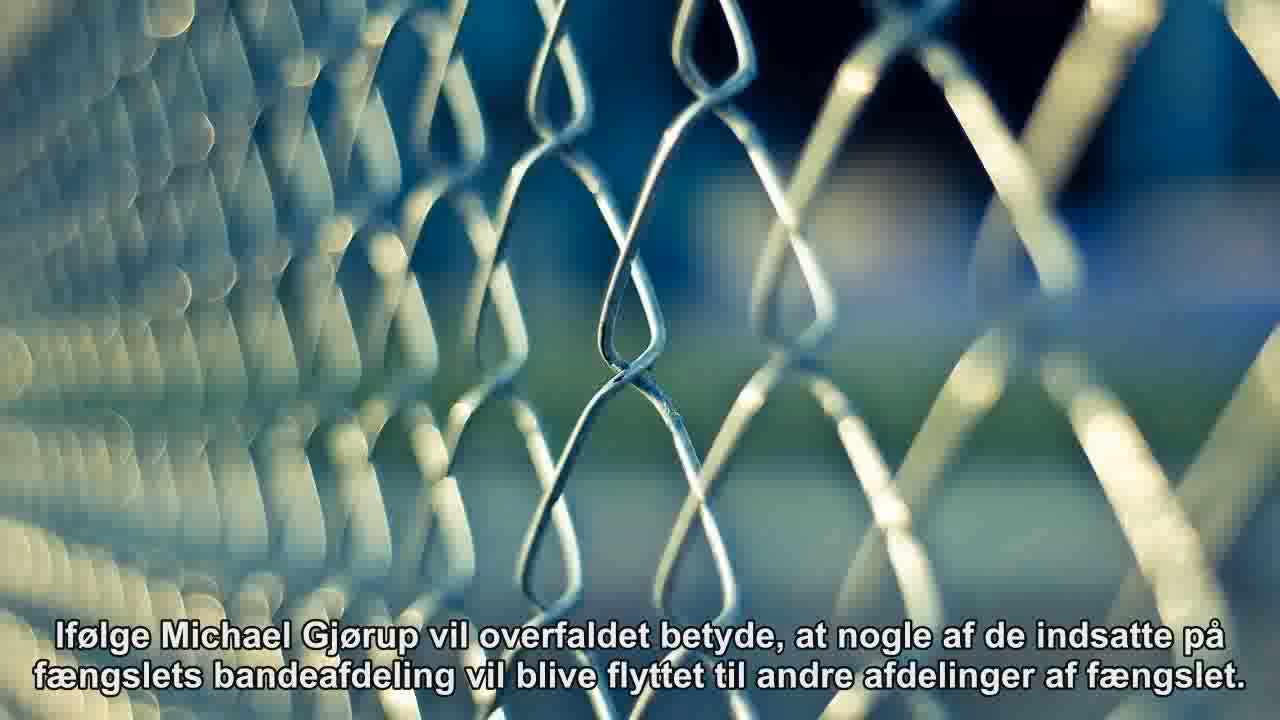 Ifølge Michael Gjørup vil overfaldet betyde, at nogle af de indsatte på
fængslets bandeafdeling vil blive flyttet til andre afdelinger af fængslet.